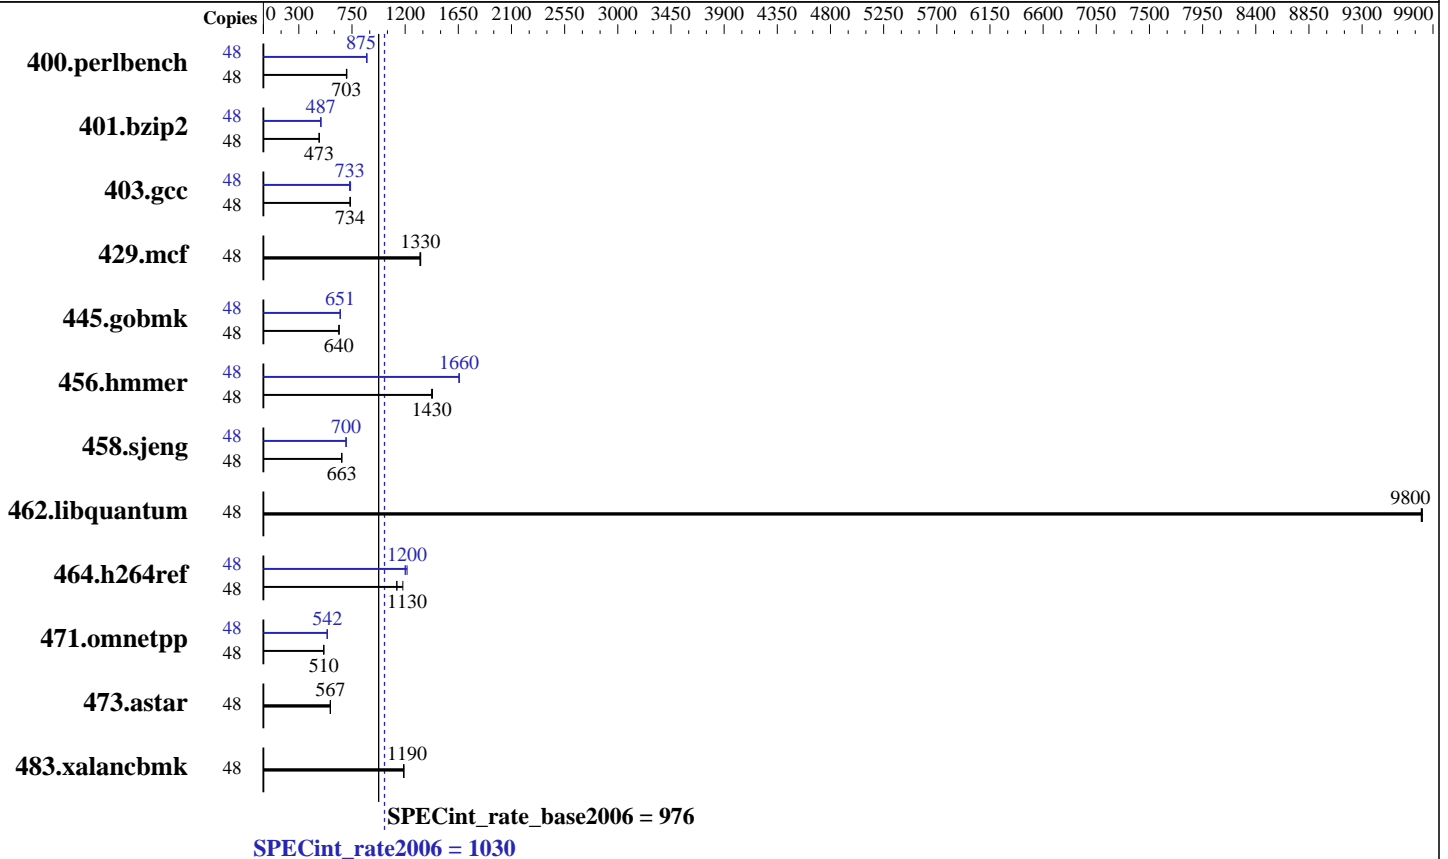 Copies 0 300 750 1200 1650 2100 2550 3000 3450 3900 4350 4800 5250 5700 6150 6600 7050 7500 7950 8400 8850 9300 9900
400.perlbench 48 875
48 703
401.bzip2 48 487
48 473
403.gcc 48 733
48 734
429.mcf 48 1330
445.gobmk 48 651
48 640
456.hmmer 48 1660
48 1430
458.sjeng 48 700
48 663
462.libquantum 48 9800
464.h264ref 48 1200
48 1130
471.omnetpp 48 542
48 510
473.astar 48 567
483.xalancbmk 48 1190
SPECint_rate_base2006 = 976
SPECint_rate2006 = 1030